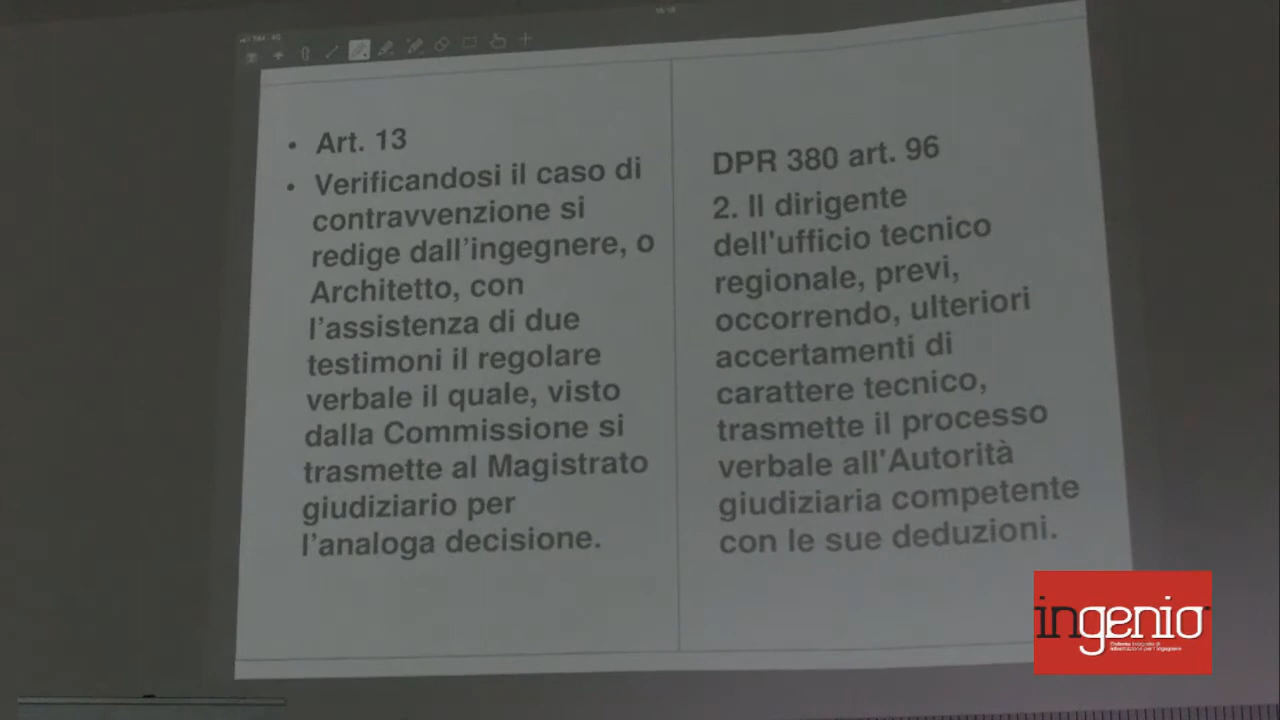 16:18
• Art. 13
• Verificandosi il caso di
contravvenzione si
redige dall'ingegnere, o
Architetto, con
l'assistenza di due
testimoni il regolare
verbale il quale, visto
dalla Commissione si
trasmette al Magistrato
giudiziario per
l'analoga decisione.
DPR 380 art. 96
2. Il dirigente
dell'ufficio tecnico
regionale, previ,
occorrendo, ulteriori
accertamenti di
carattere tecnico,
trasmette il processo
verbale all'Autorità
giudiziaria competente
con le sue deduzioni.
ingenio